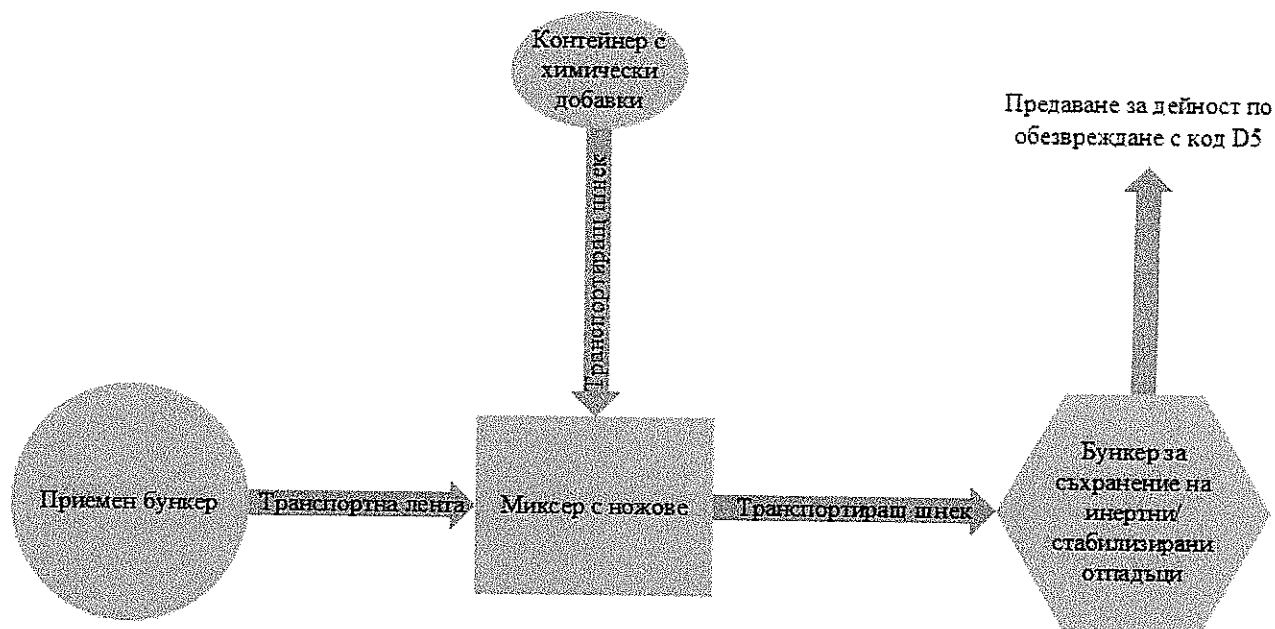 Контейнер с
химически
добавки
Предаване за дейност по
обезвреждане с код D5
Транспортиращ шнек
Приемен бункер
Транспортна лента
Миксер с ножове
Транспортиращ шнек
Бункер за
съхранение на
инертни/
стабилизирани
отпадъци